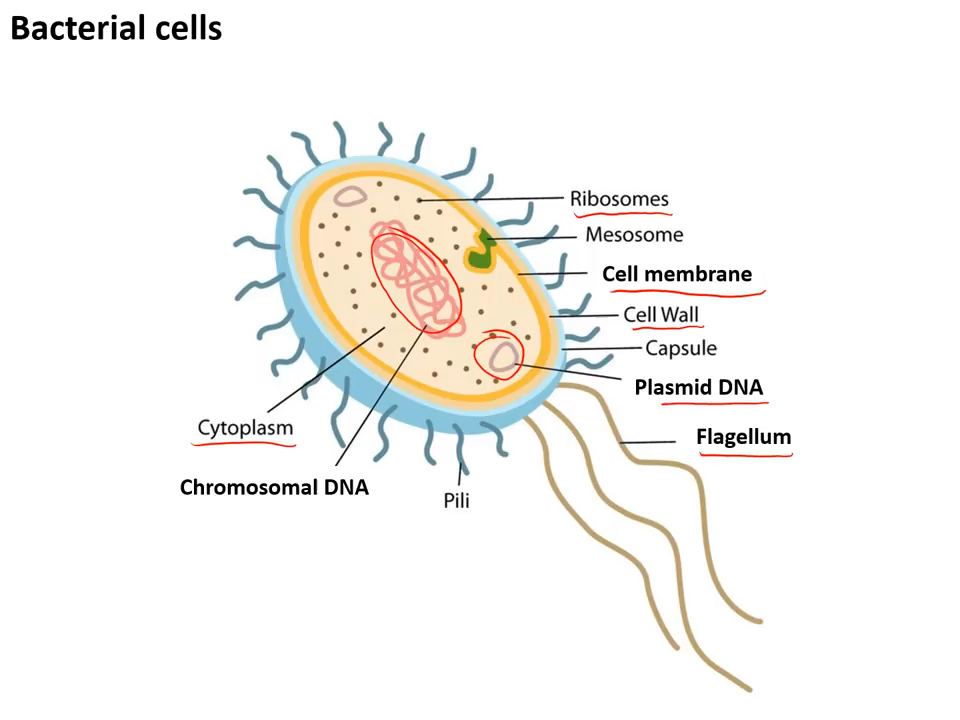 Bacterial cells
Ribosomes
Mesosome
Cell membrane
Cell Wall
Capsule
Plasmid DNA
Cytoplasm
Flagellum
Chromosomal DNA
Pili